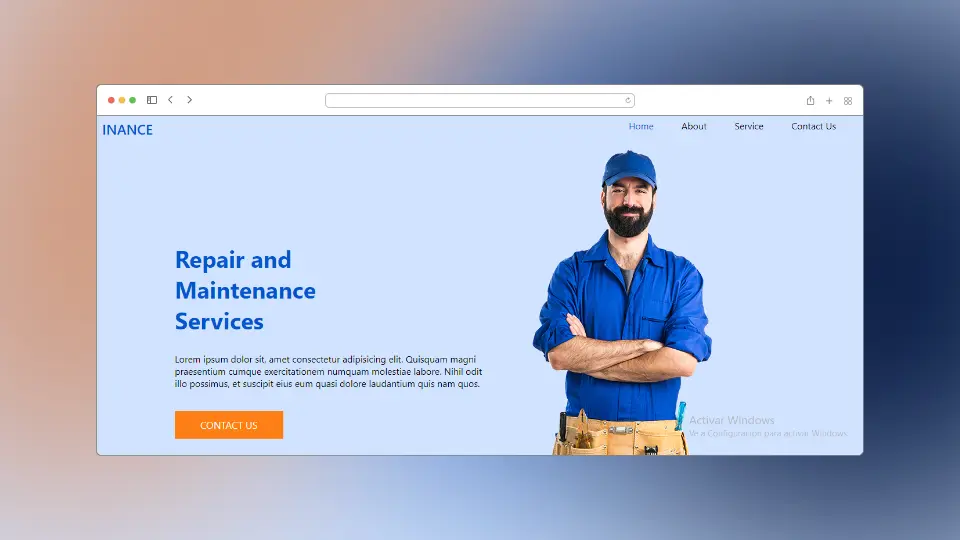 INANCE
Home About Service Contact Us
Repair and
Maintenance
Services
Lorem ipsum dolor sit, amet consectetur adipisicing elit. Quisquam magni
praesentium cumque exercitationem numquam molestiae labore. Nihil odit
illo possimus, et suscipit eius eum quasi dolore laudantium quis nam quos.
CONTACT US
Activar Windows
Ve a Configuración para activar Windows.